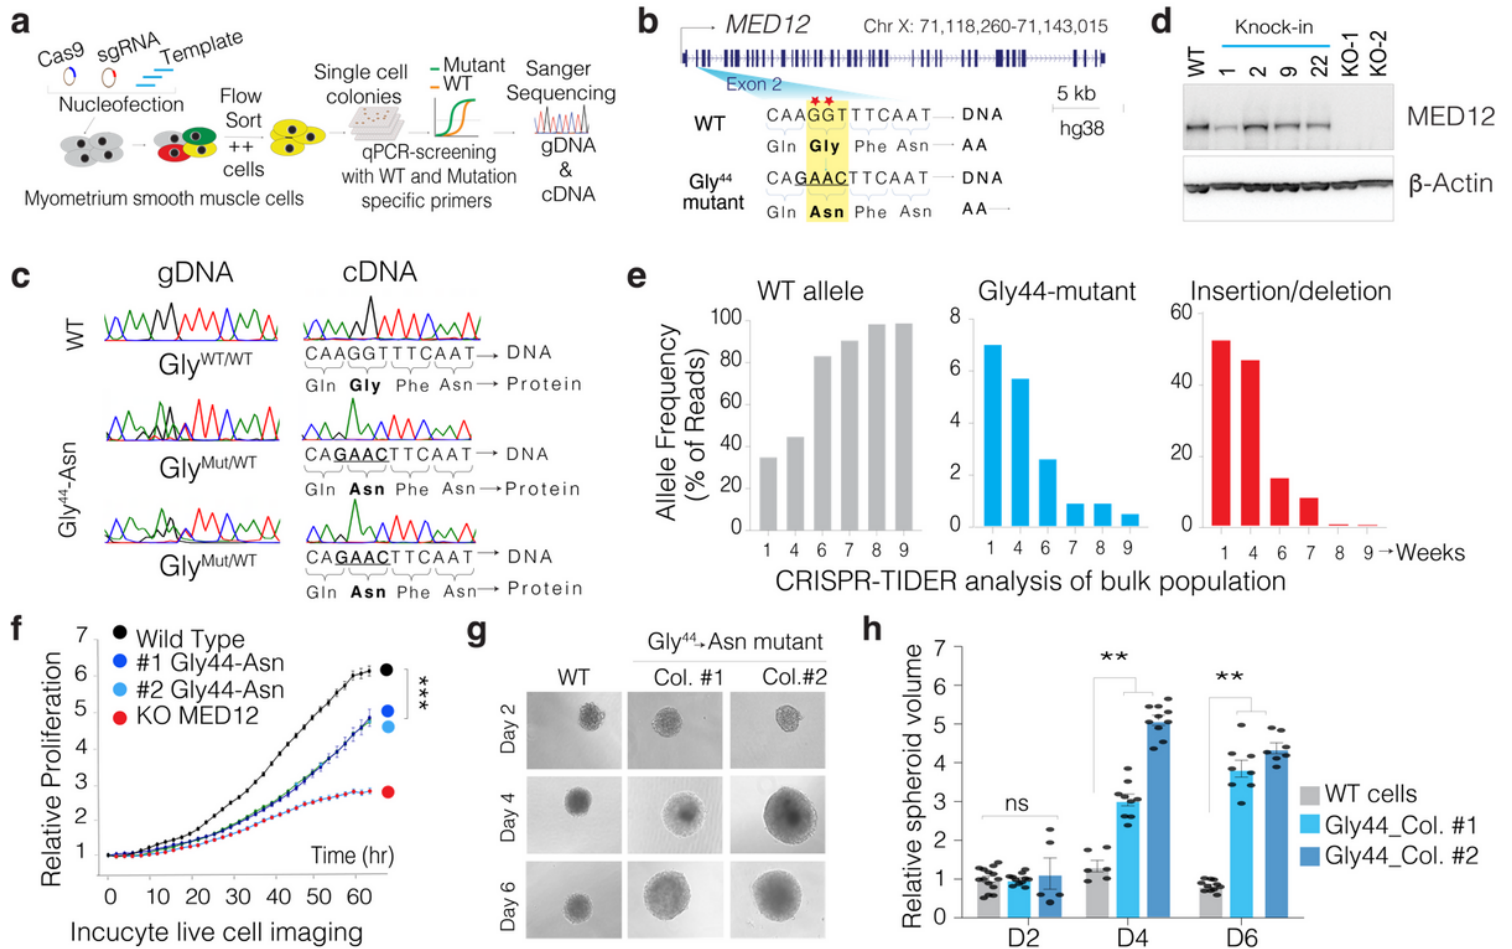 a
Cas9
sgRNA
Template
Nucleofection
Flow
Sort
++
cells
Myometrium smooth muscle cells
Single cell
colonies
Mutant
WT
Sanger
Sequencing
qPCR-screening
with WT and Mutation
specific primers
gDNA
&
cDNA
b
MED12
Chr X: 71,118,260-71,143,015
Exon 2
5 kb
hg38
WT
CAAGGTTTCAAT DNA
Gln Gly Phe Asn AA
Gly44 mutant
CAGAACTTCAAT DNA
Gln Asn Phe Asn AA
d
Knock-in
WT 1 2 9 22 KO-1 KO-2
MED12
β-Actin
c
gDNA
cDNA
WT
GlyWT/WT
CAAGGTTTCAAT DNA
Gln Gly Phe Asn Protein
Gly44-Asn
GlyMut/WT
CAGAACTTCAAT DNA
Gln Asn Phe Asn Protein
GlyMut/WT
CAGAACTTCAAT DNA
Gln Asn Phe Asn Protein
e
WT allele
Gly44-mutant
Insertion/deletion
Allele Frequency
(% of Reads)
100
80
60
40
20
0
1 4 6 7 8 9
8
6
4
2
0
1 4 6 7 8 9
60
40
20
0
1 4 6 7 8 9
Weeks
CRISPR-TIDER analysis of bulk population
f
Relative Proliferation
7
6
5
4
3
2
1
Wild Type
#1 Gly44-Asn
#2 Gly44-Asn
KO MED12
***
Time (hr)
0 10 20 30 40 50 60
Incucyte live cell imaging
g
Gly44→Asn mutant
WT
Col. #1
Col.#2
Day 2
Day 4
Day 6
h
Relative spheroid volume
7
6
5
4
3
2
1
0
ns
**
**
D2
D4
D6
WT cells
Gly44_Col. #1
Gly44_Col. #2